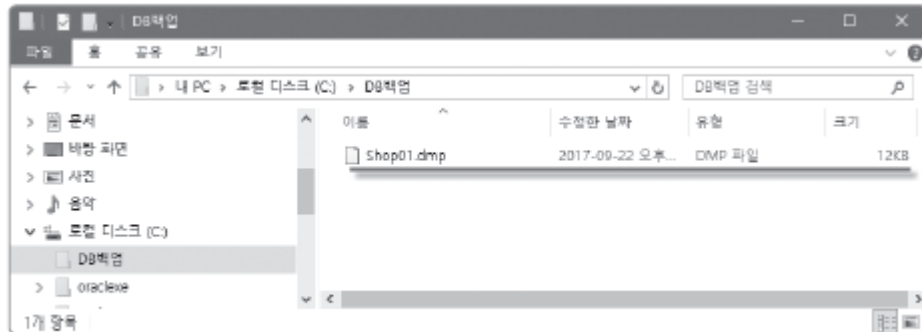 DB백업
파일 홈 공유 보기
내 PC > 로컬 디스크 (C:) > DB백업
DB백업 검색
이름 수정한 날짜 유형 크기
문서
바탕 화면
Shop01.dmp 2017-09-22 오후... DMP 파일 12KB
사진
음악
로컬 디스크 (C:)
DB백업
oraclexe
1개 항목